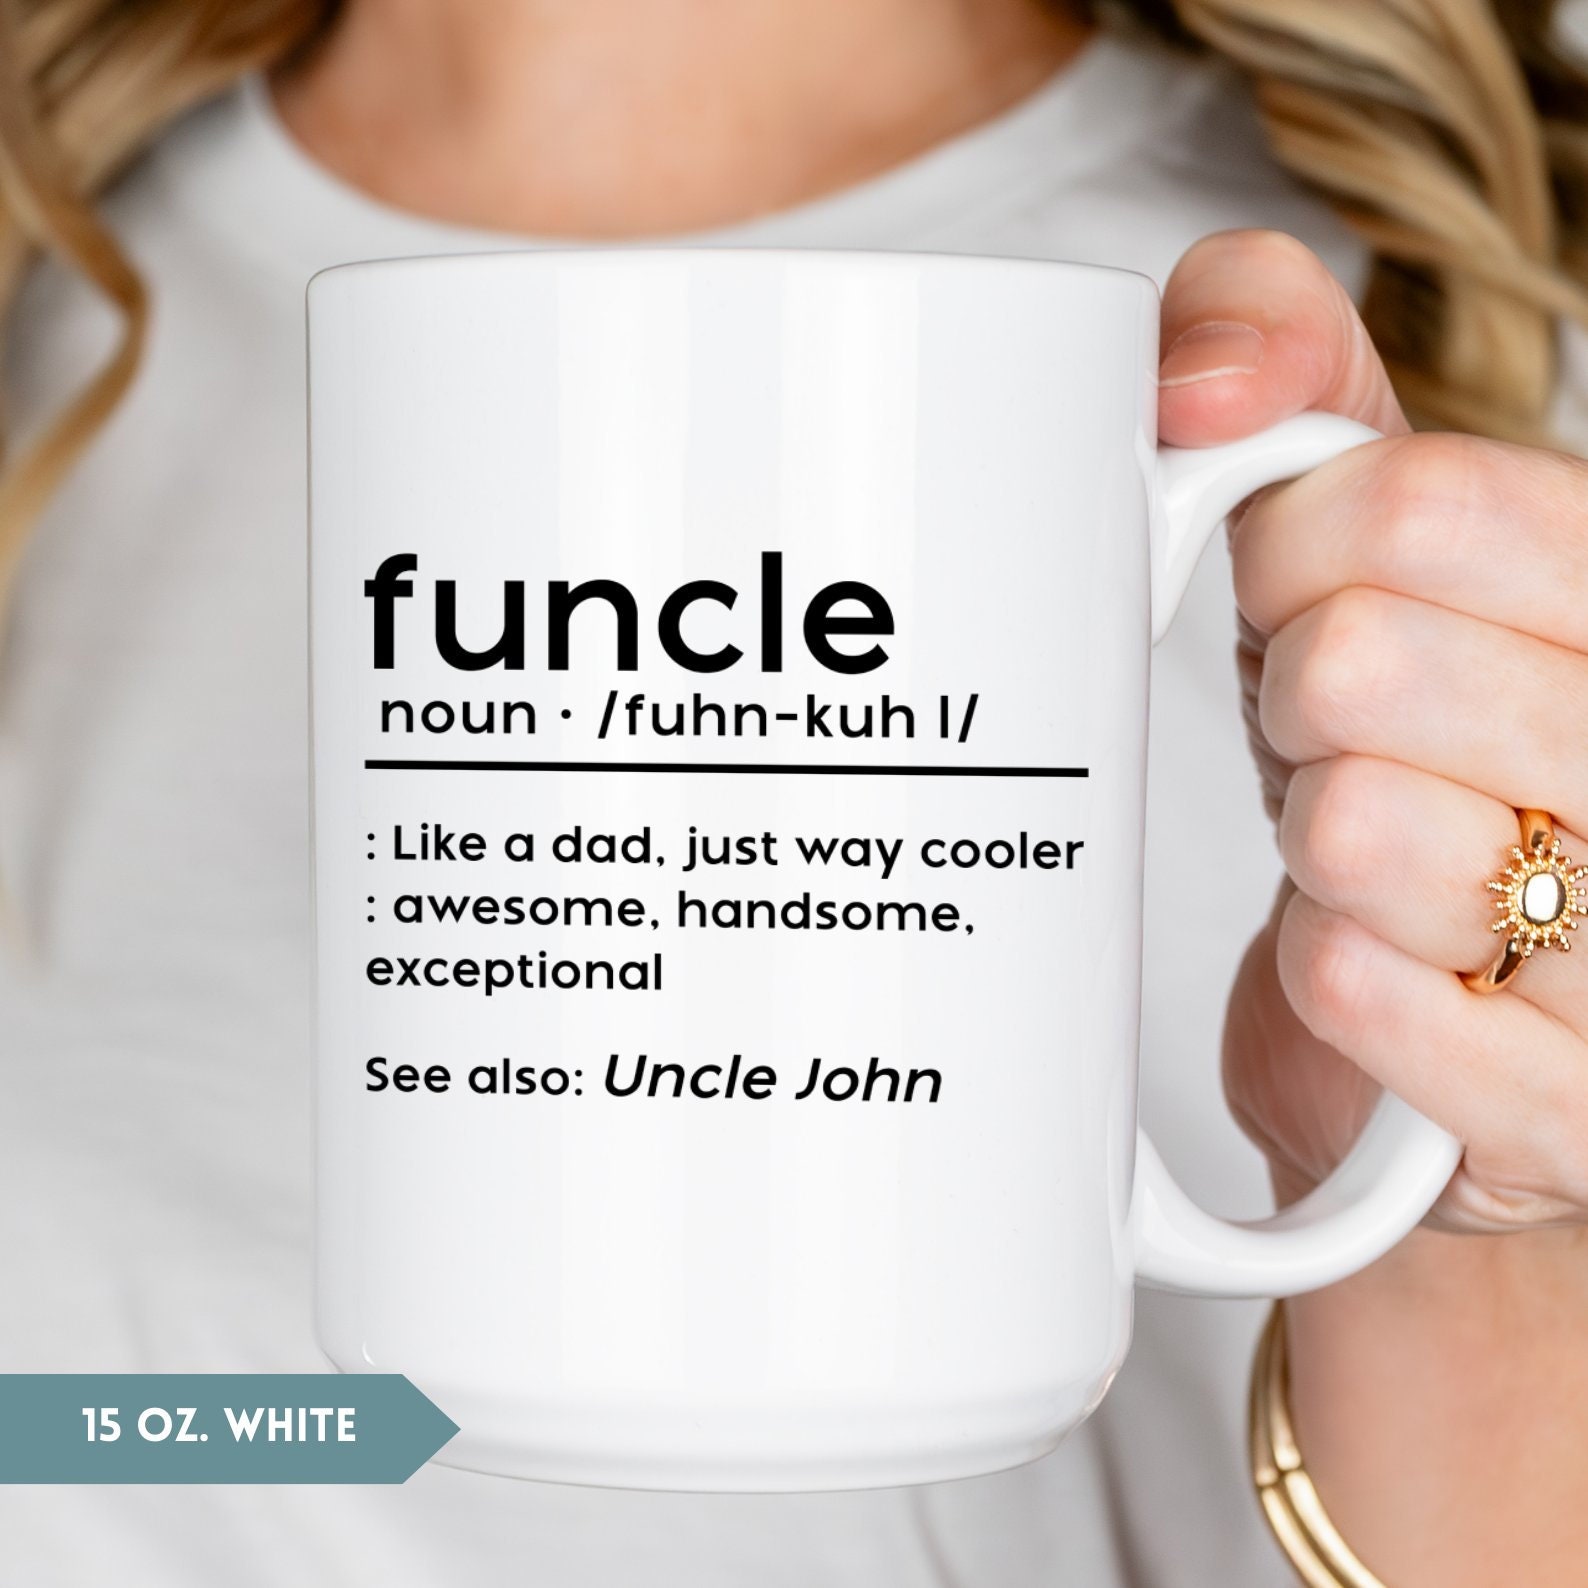 funcle
noun · /fuhn-kuh l/
: Like a dad, just way cooler
: awesome, handsome,
exceptional
See also: Uncle John
15 OZ. WHITE